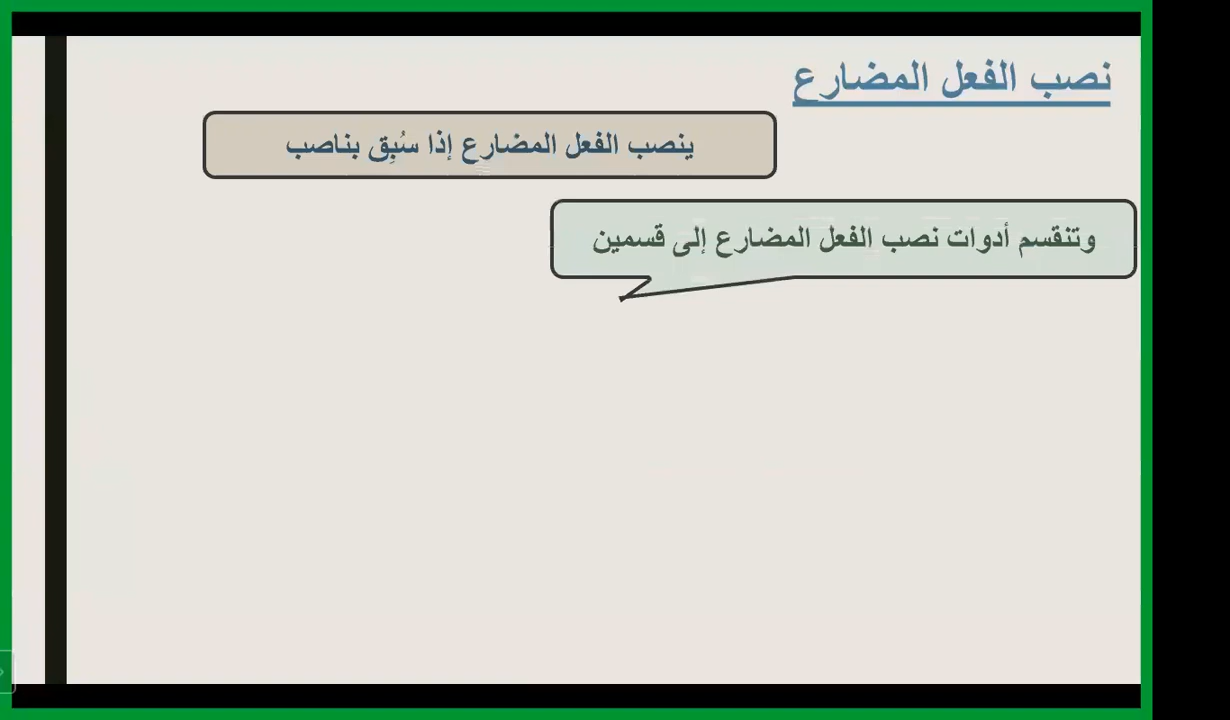 نصب الفعل المضارع
ينصب الفعل المضارع إذا سُبِق بناصب
وتنقسم أدوات نصب الفعل المضارع إلى قسمين